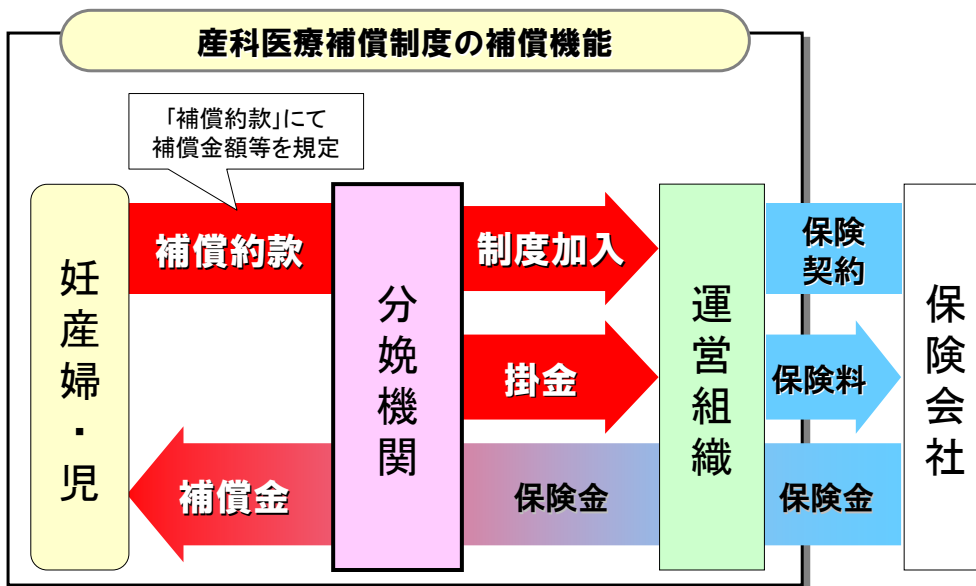 産科医療補償制度の補償機能
「補償約款」にて
補償金額等を規定
妊産婦・児
補償約款
分娩機関
制度加入
運営組織
保険
契約
保険会社
掛金
保険料
補償金
保険金
保険金